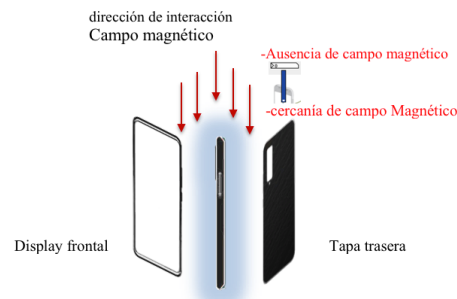 dirección de interacción
Campo magnético
-Ausencia de campo magnético
-cercanía de campo Magnético
Display frontal
Tapa trasera